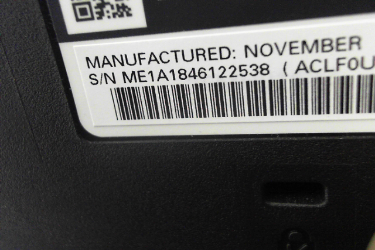 MANUFACTURED: NOVEMBER
S/N ME1A1846122538 ( ACLF0U